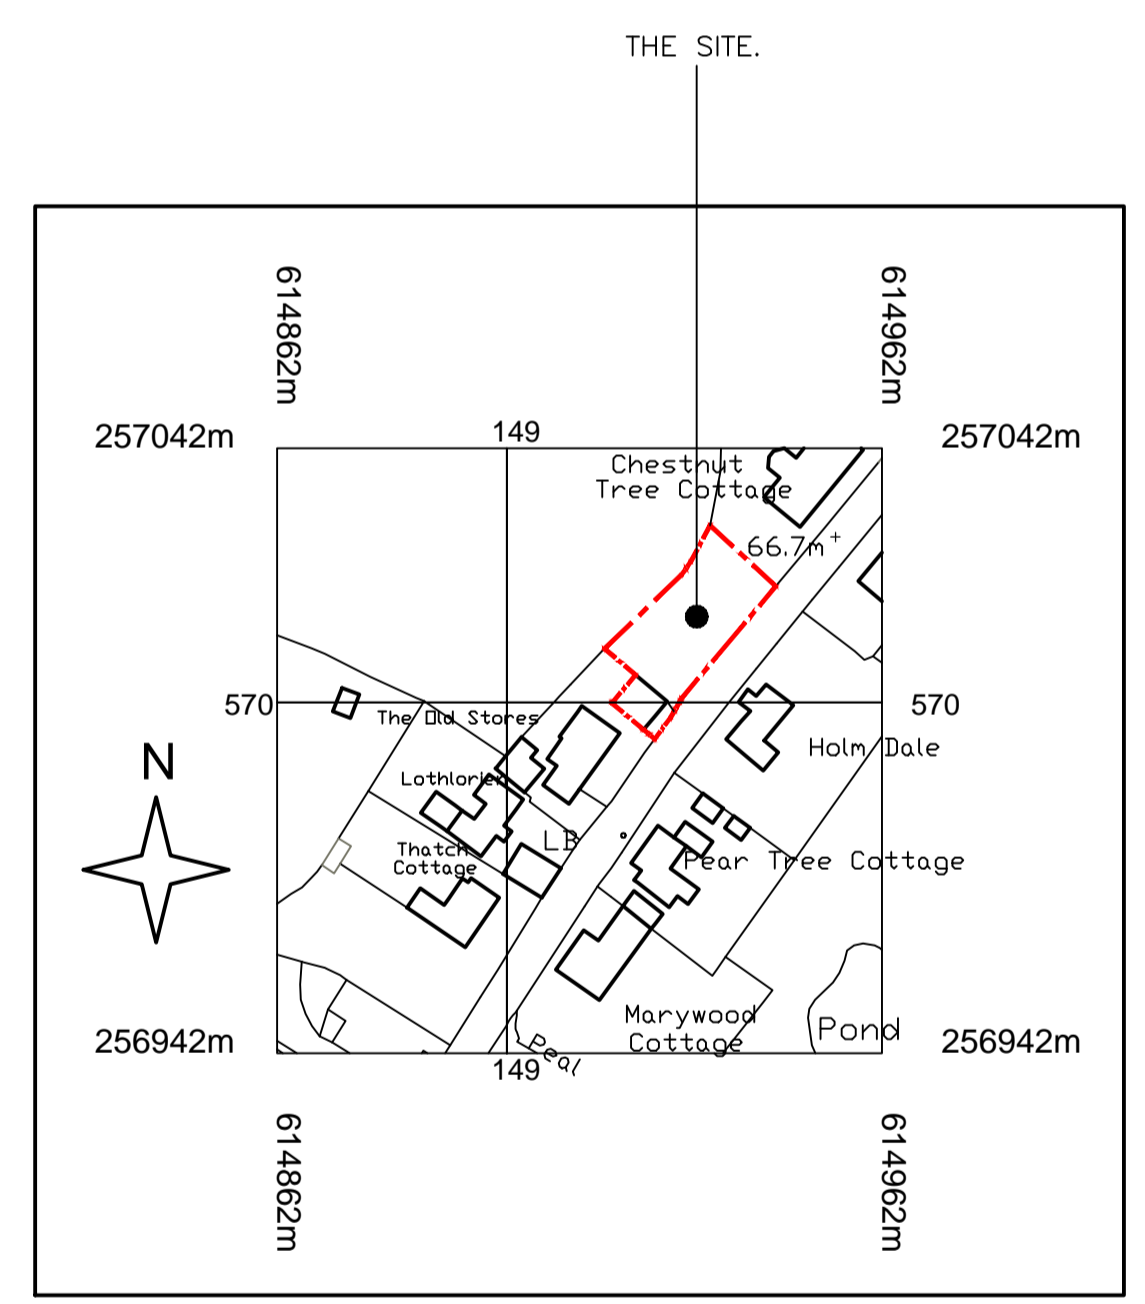 THE SITE.
614862m
614962m
257042m
149
257042m
Chestnut
Tree Cottage
66.7m+
570
570
The Old Stores
Holm Dale
N
Lothlorien
LB
Thatch
Cottage
Pear Tree Cottage
Marywood
Cottage
Pond
256942m
256942m
Peal
149
614862m
614962m